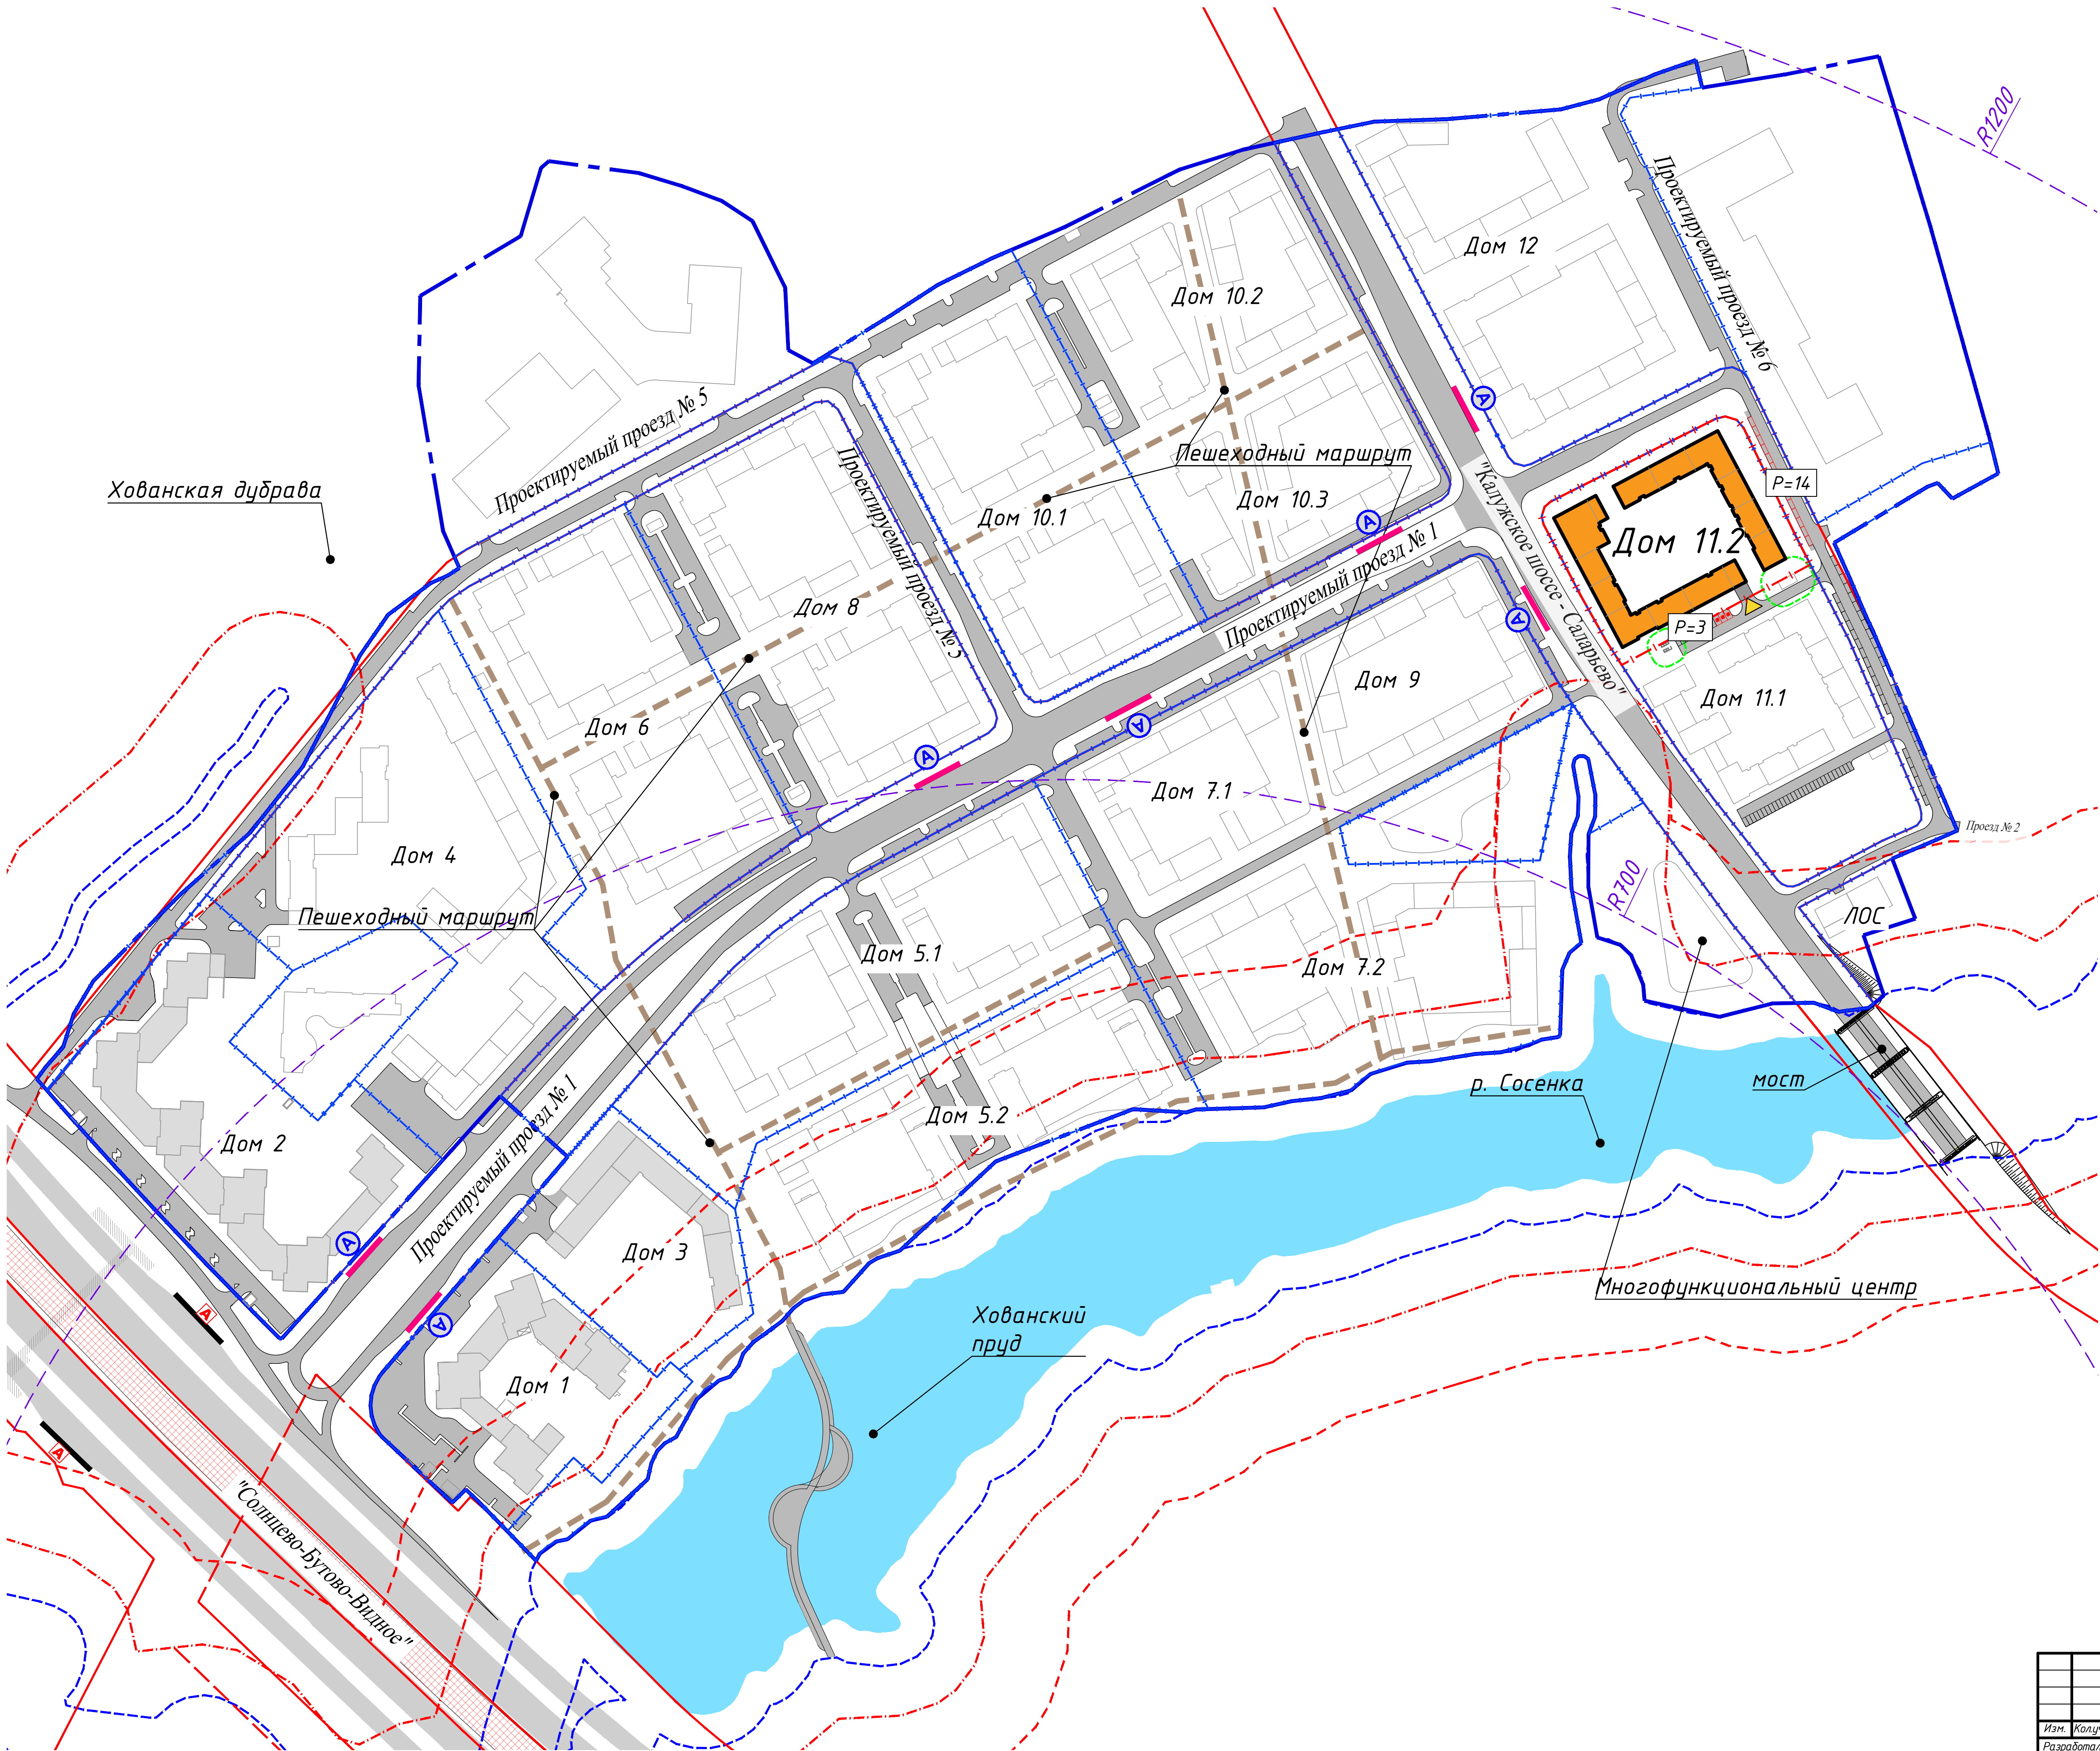 R1200
Проектируемый проезд № 6
Дом 12
Дом 10.2
Проектируемый проезд № 5
Хованская дубрава
Пешеходный маршрут
А
Р=14
Дом 10.3
Дом 10.1
"Калужское шоссе - Саларьево"
Дом 11.2
А
Проектируемый проезд № 1
Проектируемый проезд № 3
Дом 8
А
Р=3
Дом 9
Дом 11.1
Дом 6
А
А
Дом 7.1
Проезд № 2
Дом 4
R700
Пешеходный маршрут
ЛОС
Дом 5.1
Дом 7.2
р. Сосенка
мост
Дом 5.2
Дом 2
Проектируемый проезд № 1
А
Дом 3
Многофункциональный центр
А
А
Хованский
пруд
Дом 1
А
"Солнцево-Бутово-Видное"
Изм.